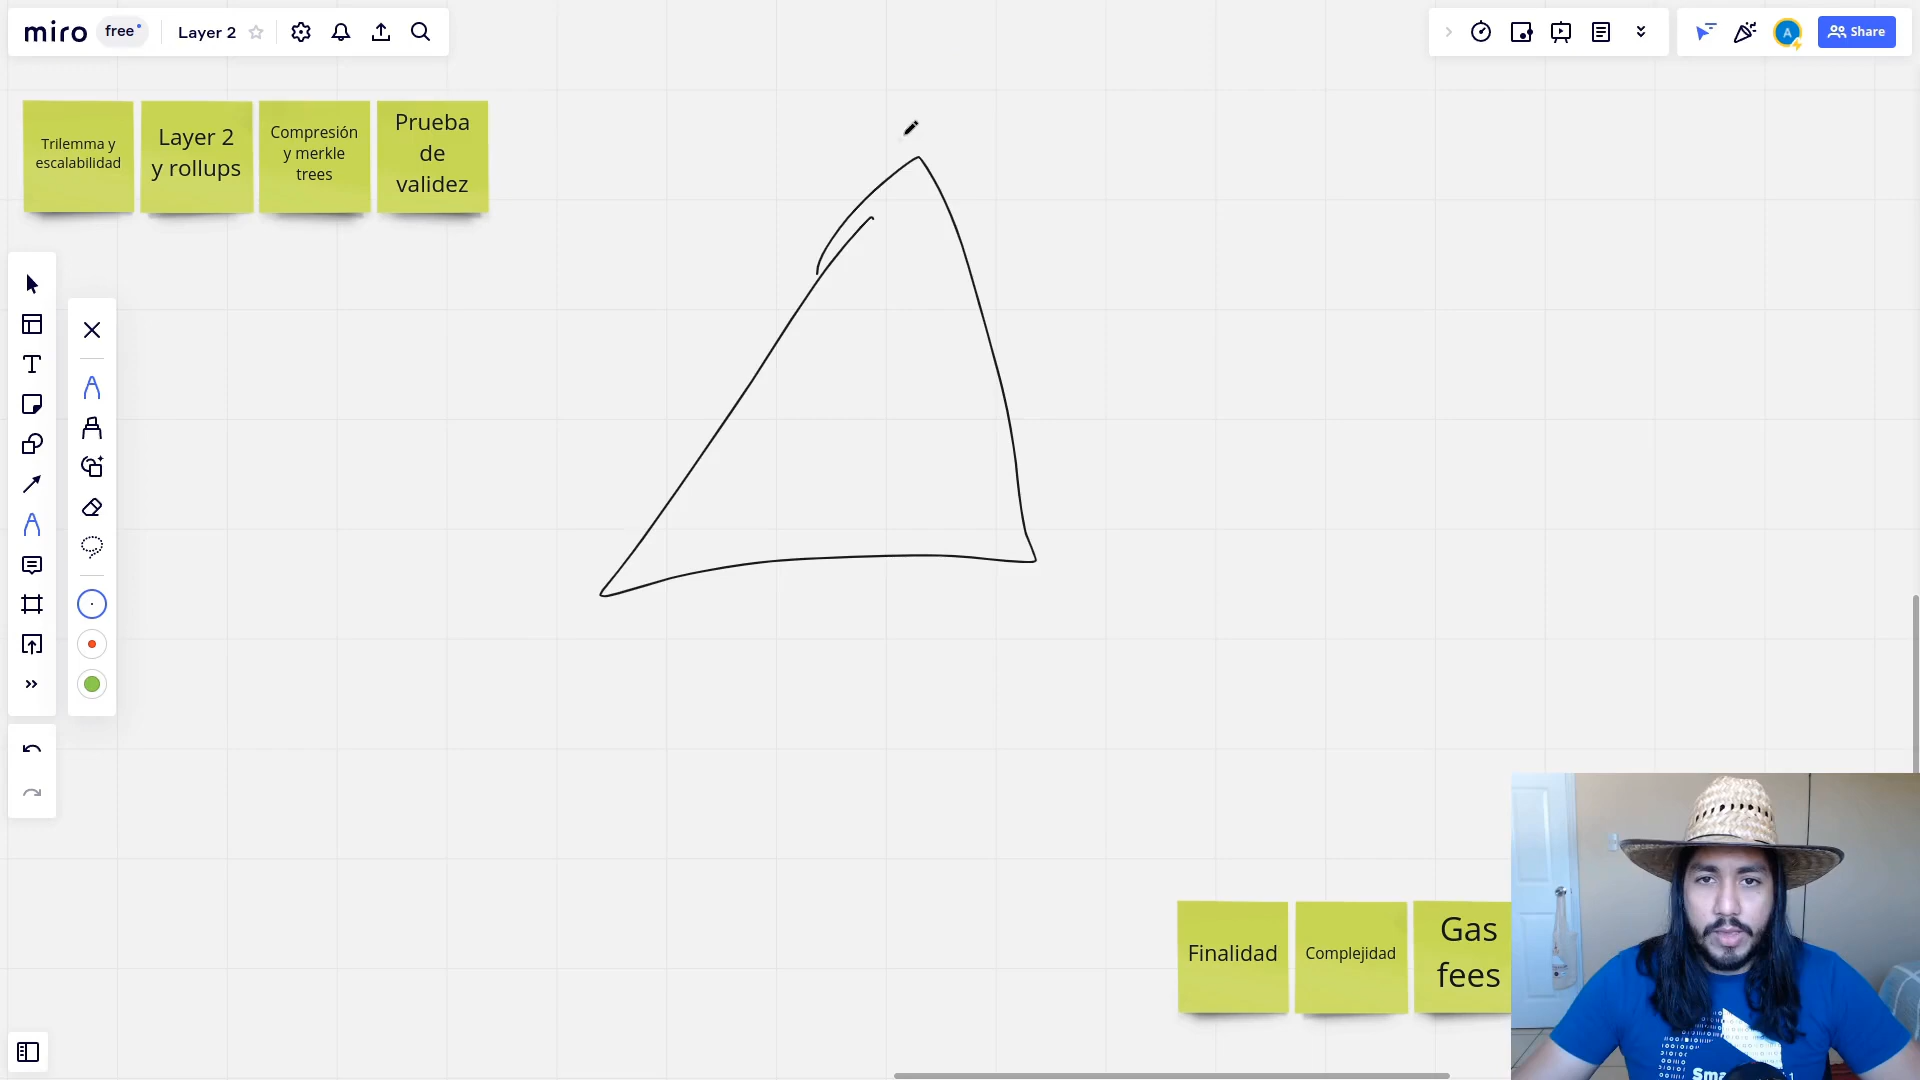 miro
free
Layer 2
A
Share
Trilemma y
escalabilidad
Layer 2
y rollups
Compresión
y merkle
trees
Prueba
de
validez
Finalidad
Complejidad
Gas
fees